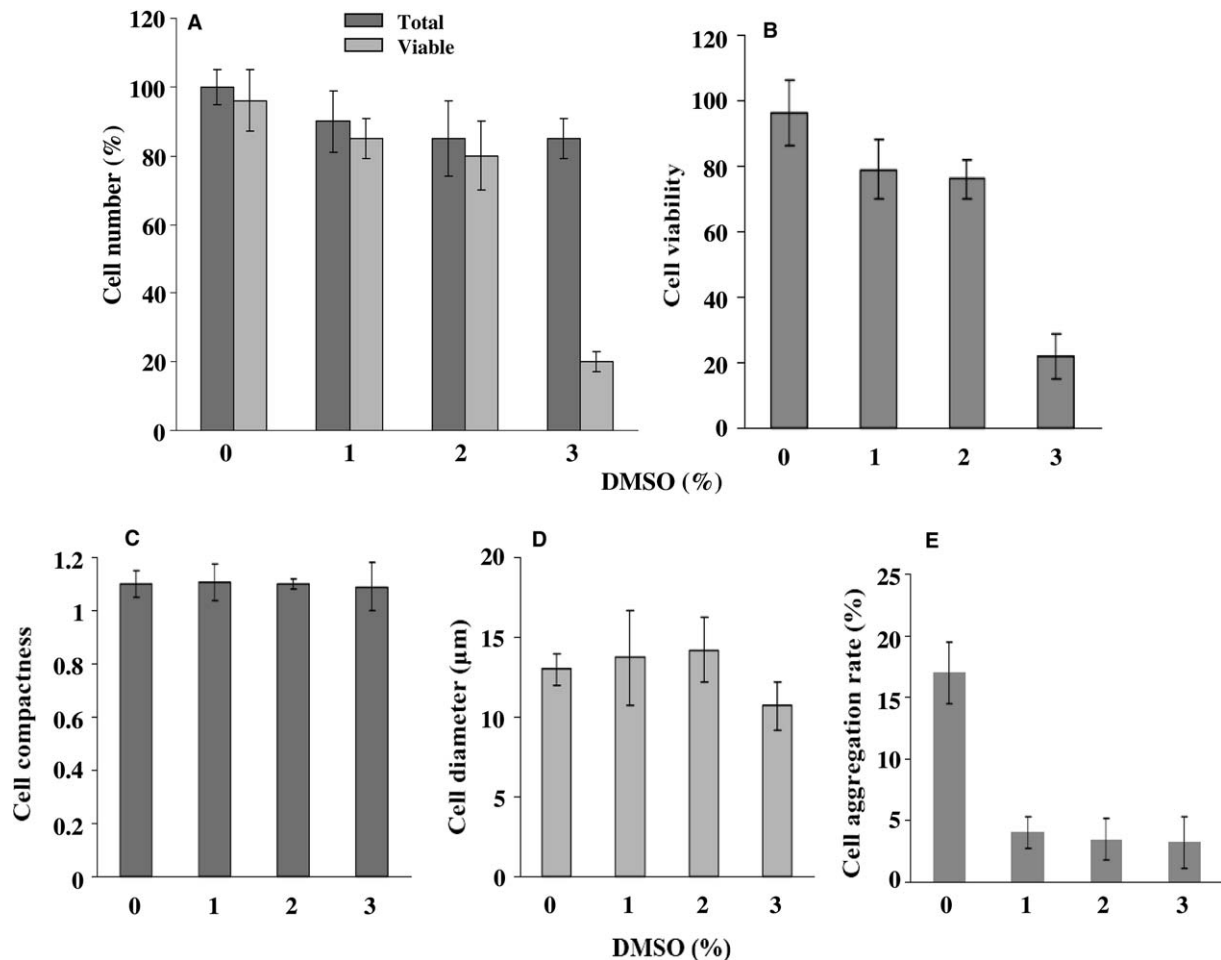 A
Total
Viable
Cell number (%)
120
100
80
60
40
20
0
0 1 2 3
B
Cell viability
120
100
80
60
40
20
0
0 1 2 3
DMSO (%)
C
Cell compactness
1.2
1
0.8
0.6
0.4
0.2
0
0 1 2 3
D
Cell diameter (µm)
20
15
10
5
0
0 1 2 3
DMSO (%)
E
Cell aggregation rate (%)
25
20
15
10
5
0
0 1 2 3